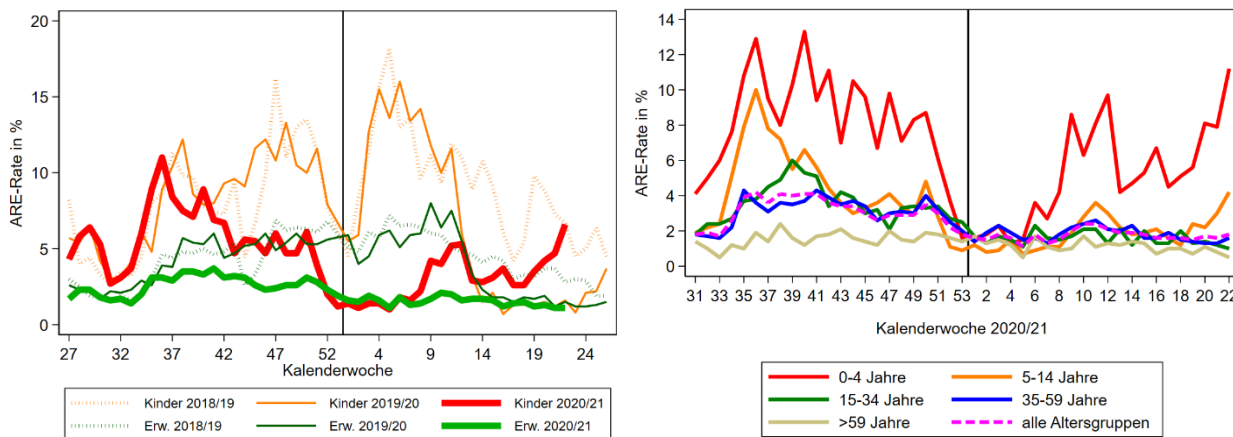 ARE-Rate in %
20
15
10
5
0
27 32 37 42 47 52 4 9 14 19 24
Kalenderwoche
Kinder 2018/19 Kinder 2019/20 Kinder 2020/21
Erw. 2018/19 Erw. 2019/20 Erw. 2020/21
ARE-Rate in %
14
12
10
8
6
4
2
0
31 33 35 37 39 41 43 45 47 49 51 53 2 4 6 8 10 12 14 16 18 20 22
Kalenderwoche 2020/21
0-4 Jahre 5-14 Jahre
15-34 Jahre 35-59 Jahre
>59 Jahre alle Altersgruppen